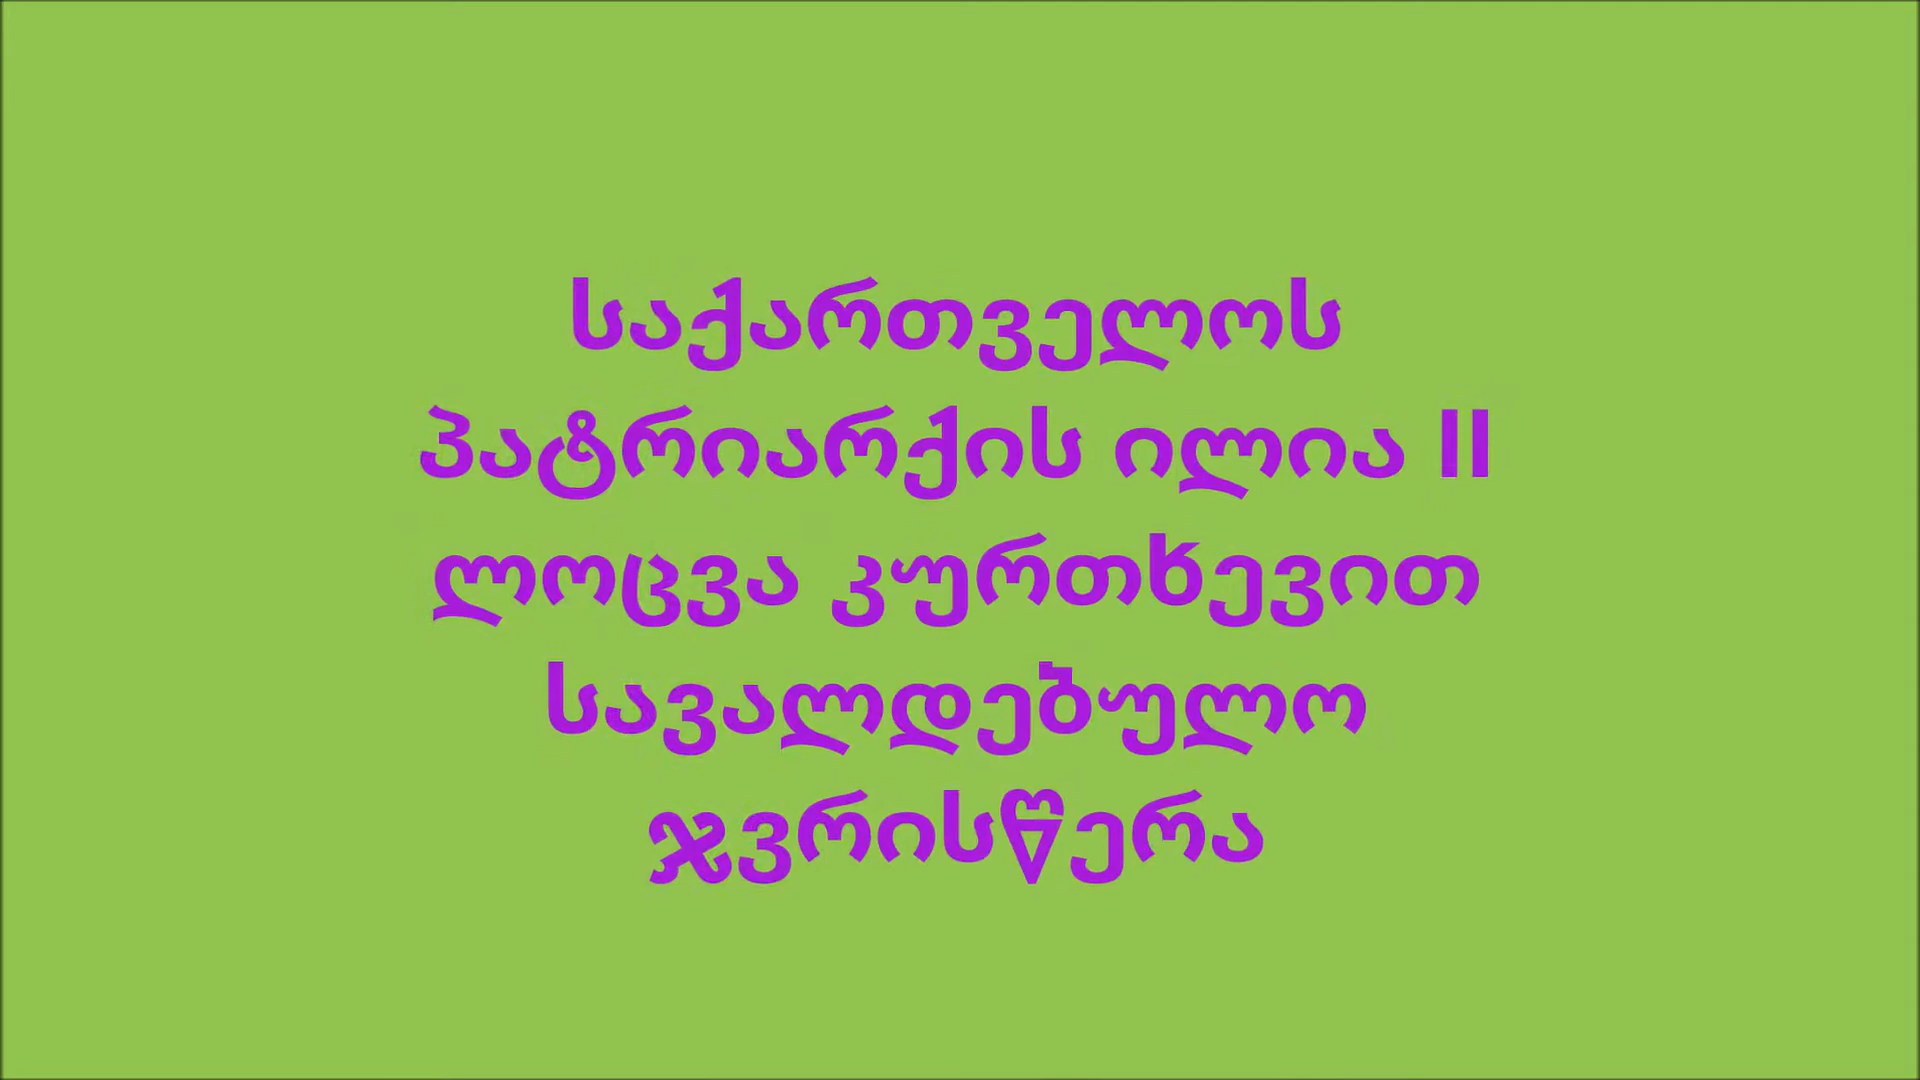 საქართველოს
პატრიარქის ილია II
ლოცვა კურთხევით
სავალდებულო
ჯვრისწერა